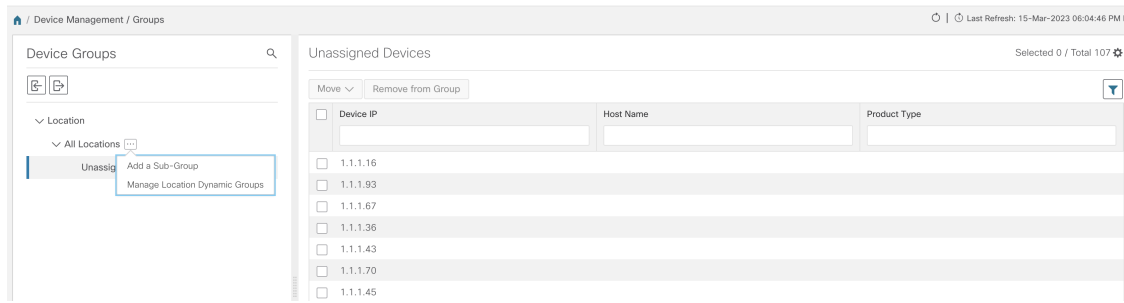 / Device Management / Groups
Last Refresh: 15-Mar-2023 06:04:46 PM
Device Groups
Unassigned Devices
Selected 0 / Total 107
Move
Remove from Group
Location
All Locations
Unassig
Add a Sub-Group
Manage Location Dynamic Groups
Device IP
Host Name
Product Type
1.1.1.16
1.1.1.93
1.1.1.67
1.1.1.36
1.1.1.43
1.1.1.70
1.1.1.45